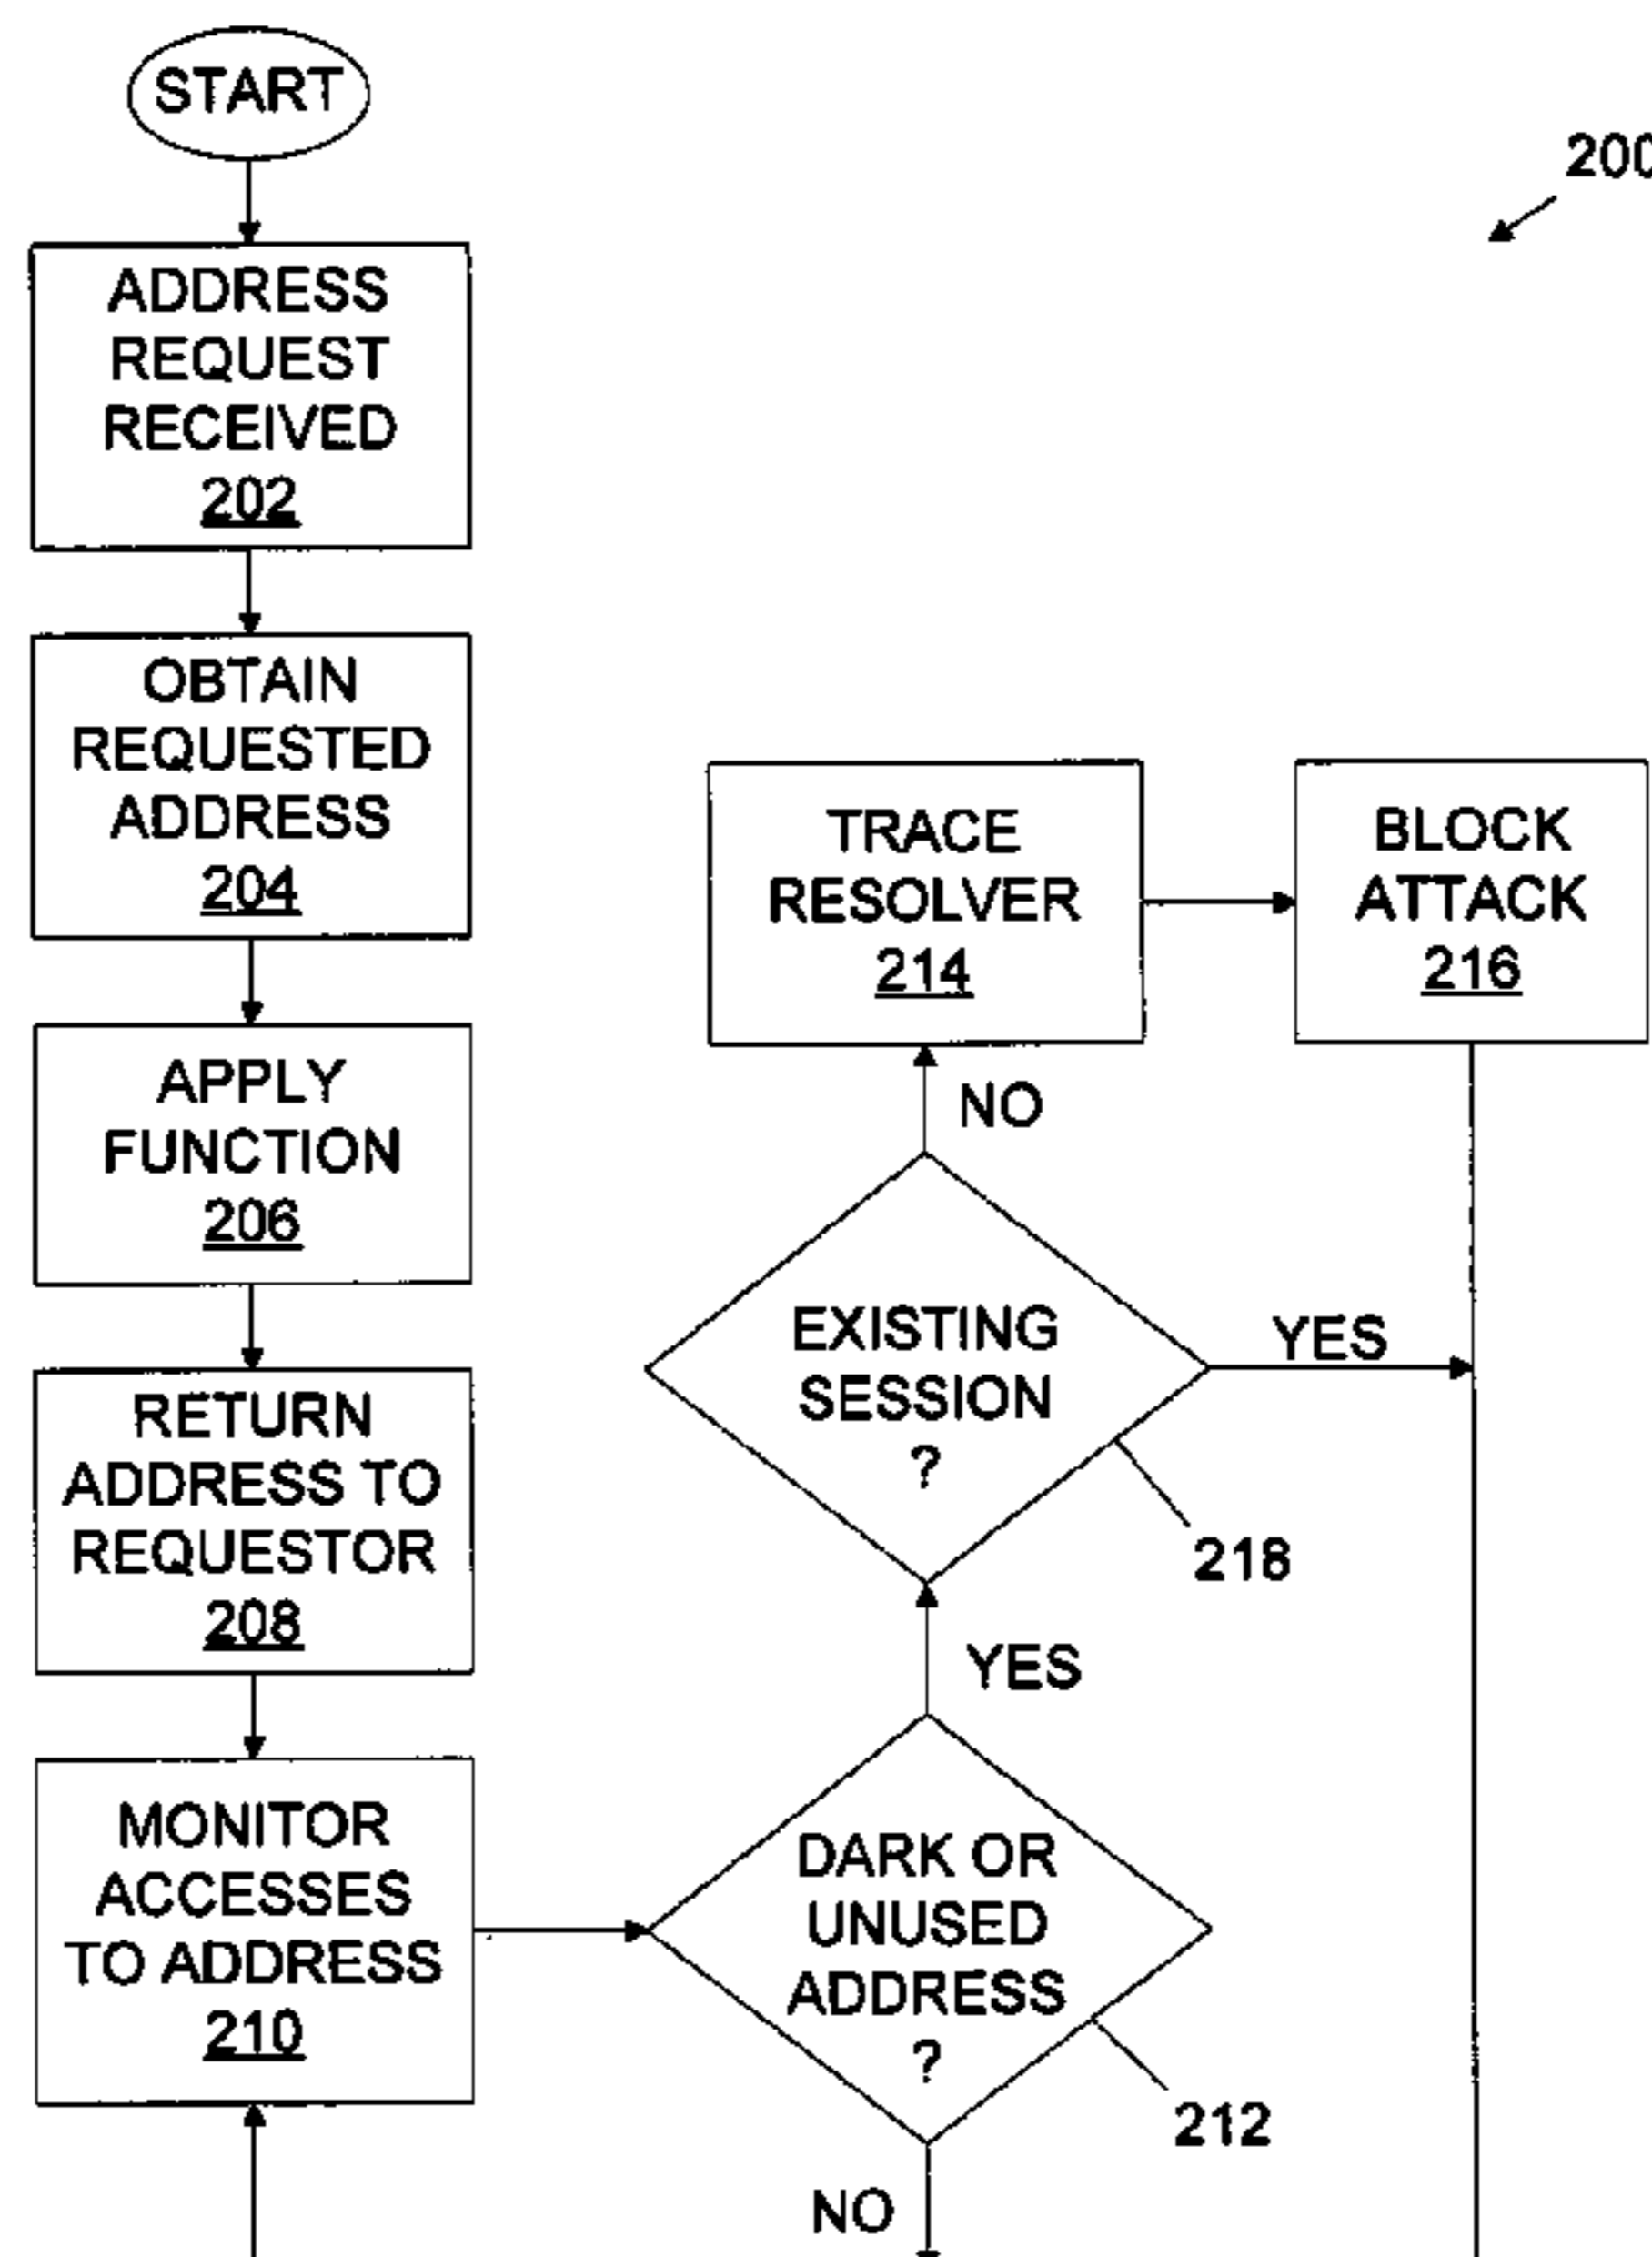 START
200
ADDRESS
REQUEST
RECEIVED
202
OBTAIN
REQUESTED
ADDRESS
204
APPLY
FUNCTION
206
RETURN
ADDRESS TO
REQUESTOR
208
MONITOR
ACCESSES
TO ADDRESS
210
TRACE
RESOLVER
214
BLOCK
ATTACK
216
NO
EXISTING
SESSION
?
YES
218
YES
DARK OR
UNUSED
ADDRESS
?
212
NO